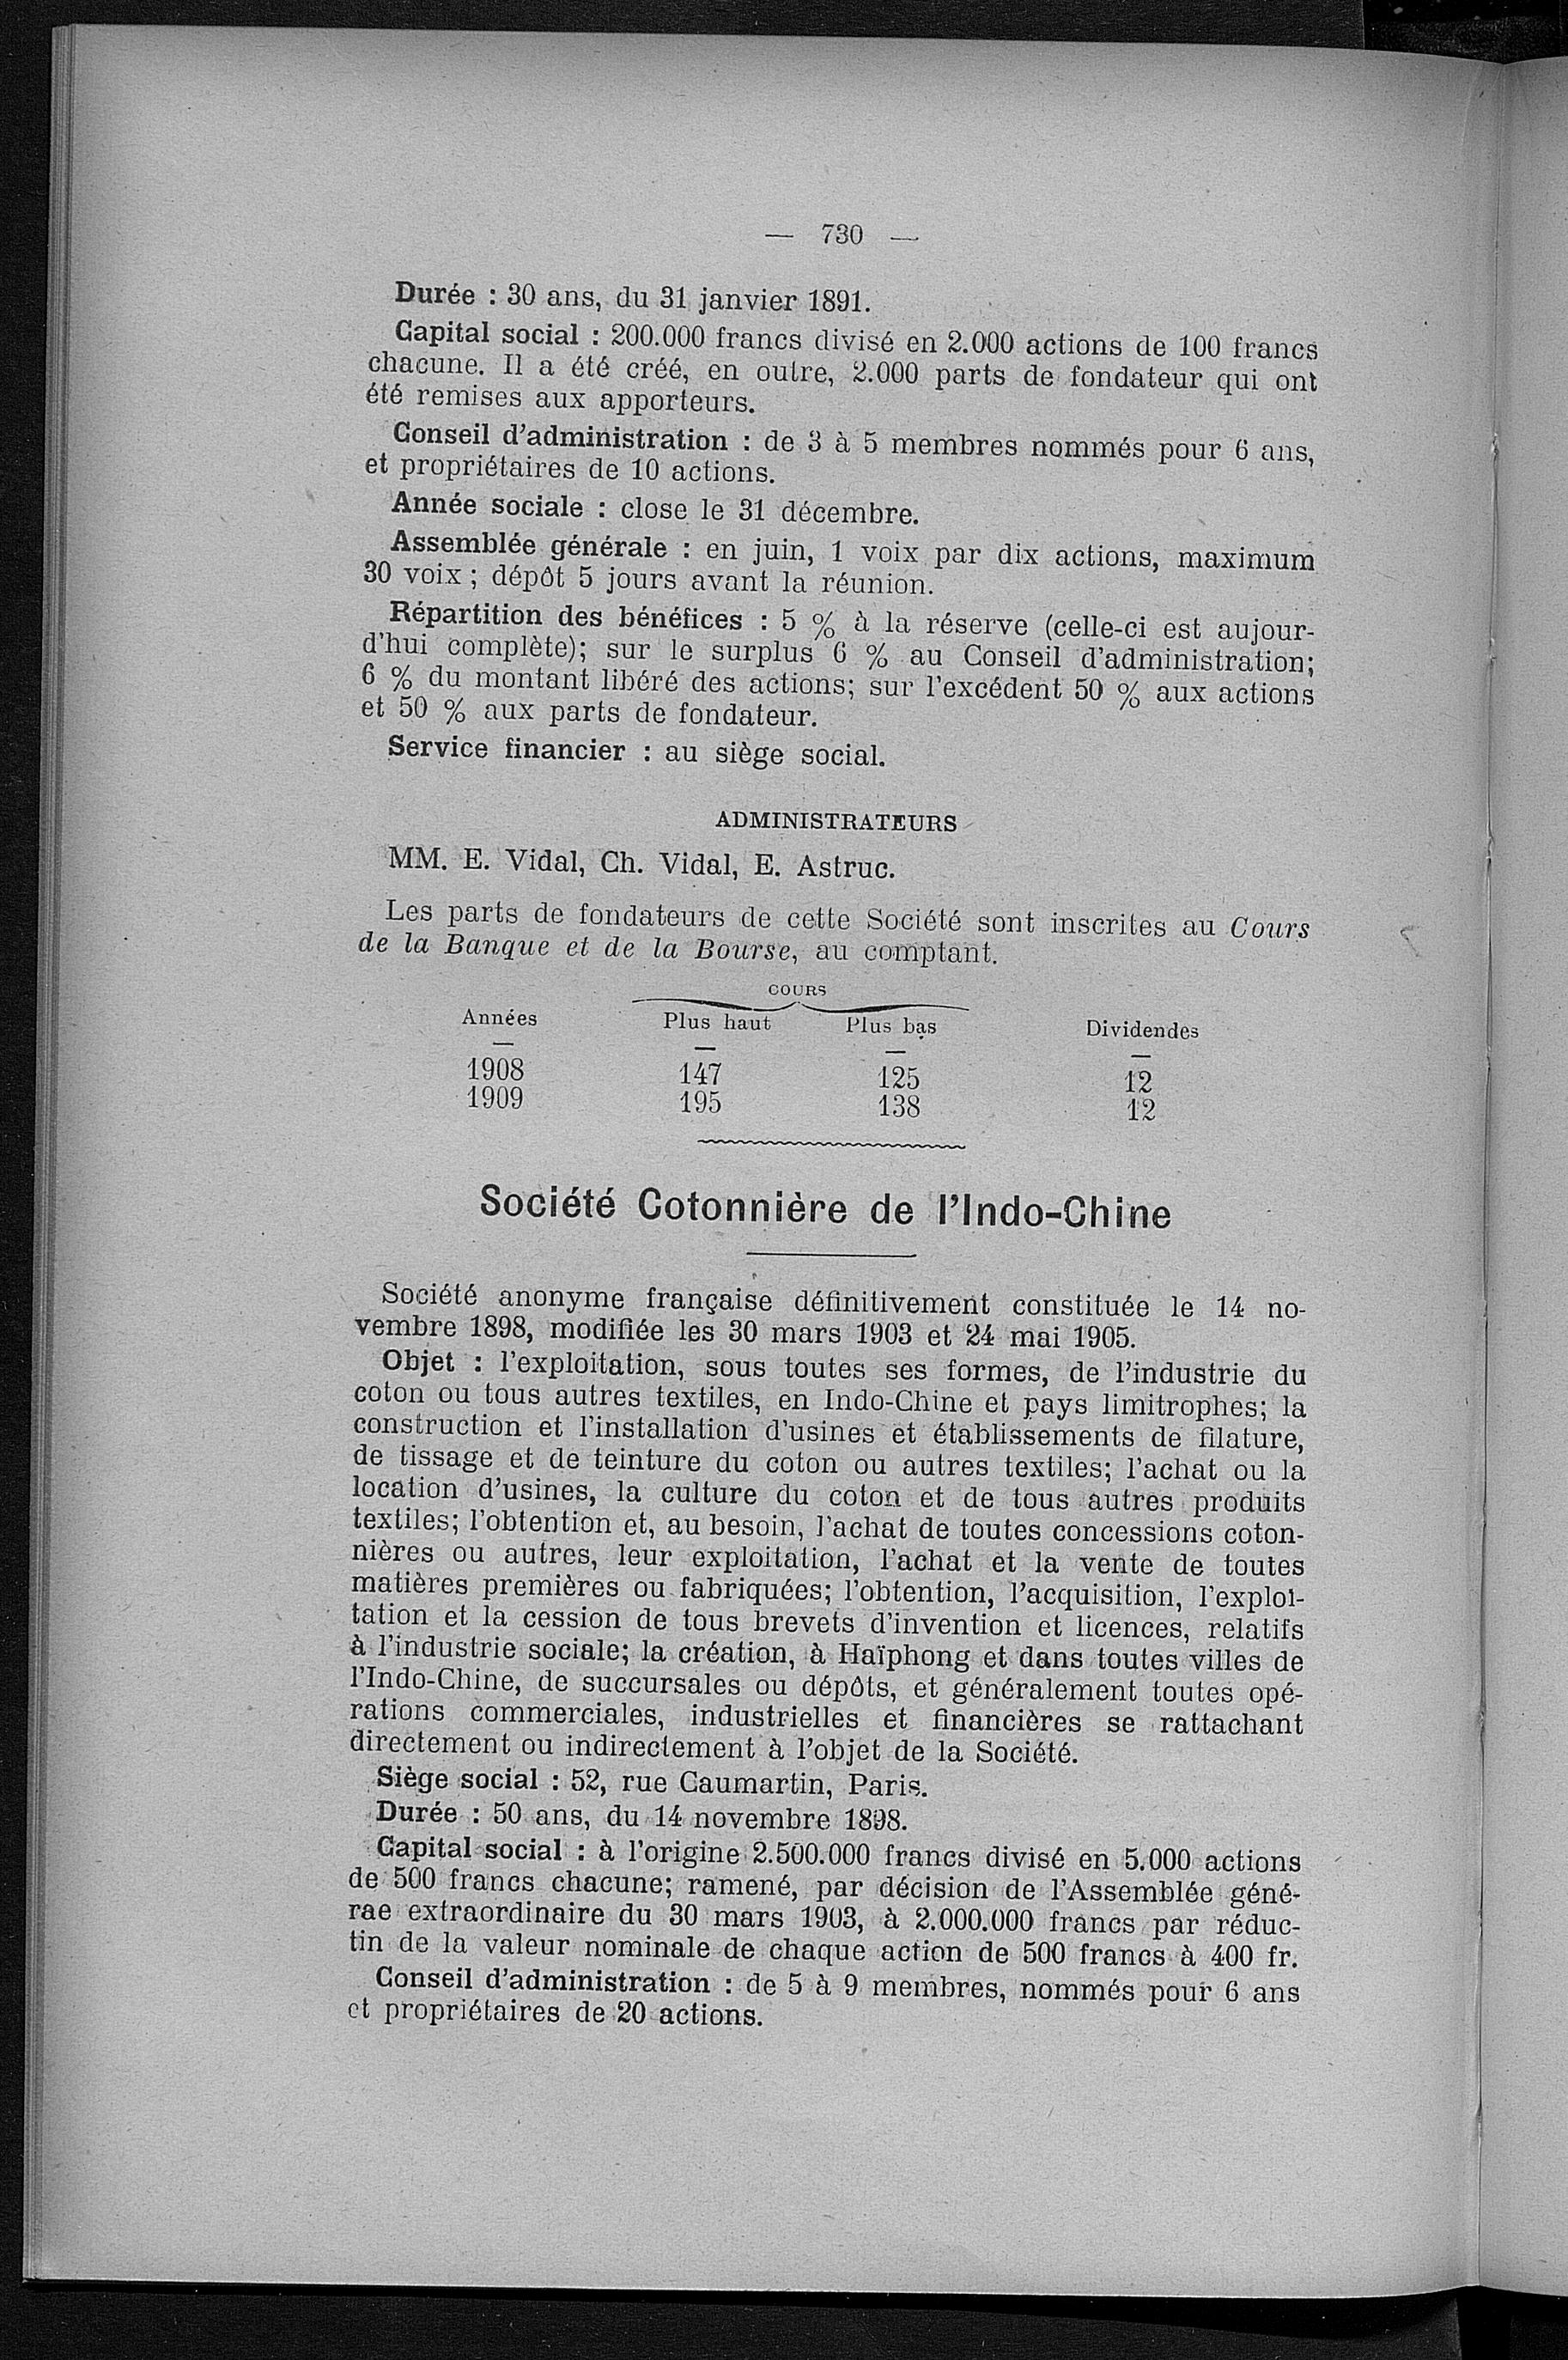 — 730 —
Durée : 30 ans, du 31 janvier 1891.
Capital social : 200.000 francs divisé en 2.000 actions de 100 francs
chacune. Il a été créé, en outre, 2.000 parts de fondateur qui ont
été remises aux apporteurs.
Conseil d'administration : de 3 à 5 membres nommés pour 6 ans,
et propriétaires de 10 actions.
Année sociale : close le 31 décembre.
Assemblée générale : en juin, 1 voix par dix actions, maximum
30 voix ; dépôt 5 jours avant la réunion.
Répartition des bénéfices : 5 % à la réserve (celle-ci est aujour-
d'hui complète); sur le surplus 6 % au Conseil d'administration;
6 % du montant libéré des actions; sur l'excédent 50 % aux actions
et 50 % aux parts de fondateur.
Service financier : au siège social.
ADMINISTRATEURS
MM. E. Vidal, Ch. Vidal, E. Astruc.
Les parts de fondateurs de cette Société sont inscrites au Cours
de la Banque et de la Bourse, au comptant.
COURS
Années Plus haut Plus bas Dividendes
— — — —
1908 147 125 12
1909 195 138 12
Société Cotonnière de l'Indo-Chine
Société anonyme française définitivement constituée le 14 no-
vembre 1898, modifiée les 30 mars 1903 et 24 mai 1905.
Objet : l'exploitation, sous toutes ses formes, de l'industrie du
coton ou tous autres textiles, en Indo-Chine et pays limitrophes; la
construction et l'installation d'usines et établissements de filature,
de tissage et de teinture du coton ou autres textiles; l'achat ou la
location d'usines, la culture du coton et de tous autres produits
textiles; l'obtention et, au besoin, l'achat de toutes concessions coton-
nières ou autres, leur exploitation, l'achat et la vente de toutes
matières premières ou fabriquées; l'obtention, l'acquisition, l'exploi-
tation et la cession de tous brevets d'invention et licences, relatifs
à l'industrie sociale; la création, à Haïphong et dans toutes villes de
l'Indo-Chine, de succursales ou dépôts, et généralement toutes opé-
rations commerciales, industrielles et financières se rattachant
directement ou indirectement à l'objet de la Société.
Siège social : 52, rue Caumartin, Paris.
Durée : 50 ans, du 14 novembre 1898.
Capital social : à l'origine 2.500.000 francs divisé en 5.000 actions
de 500 francs chacune; ramené, par décision de l'Assemblée géné-
rae extraordinaire du 30 mars 1903, à 2.000.000 francs par réduc-
tin de la valeur nominale de chaque action de 500 francs à 400 fr.
Conseil d'administration : de 5 à 9 membres, nommés pour 6 ans
et propriétaires de 20 actions.